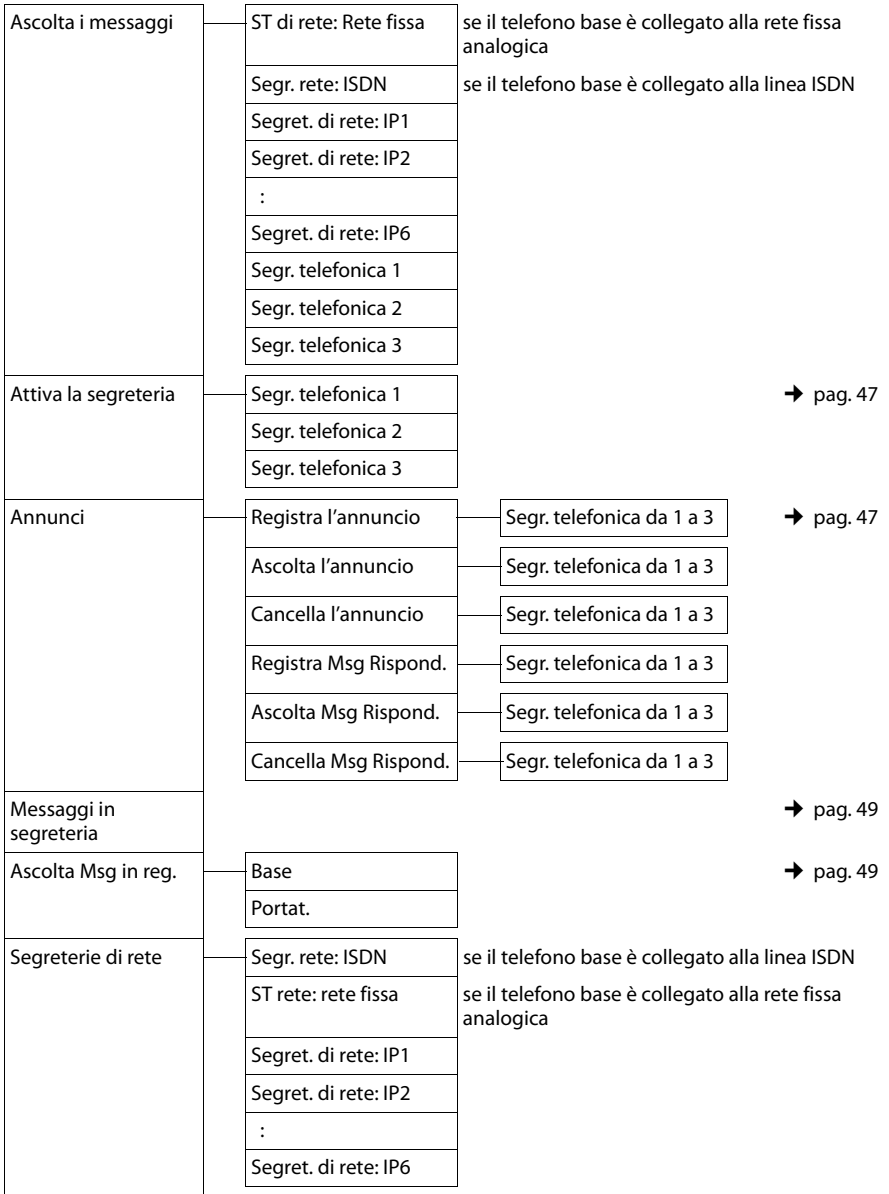 Ascolta i messaggi
ST di rete: Rete fissa
se il telefono base è collegato alla rete fissa
analogica
Segr. rete: ISDN
se il telefono base è collegato alla linea ISDN
Segret. di rete: IP1
Segret. di rete: IP2
:
Segret. di rete: IP6
Segr. telefonica 1
Segr. telefonica 2
Segr. telefonica 3
Attiva la segreteria
Segr. telefonica 1
➔ pag. 47
Segr. telefonica 2
Segr. telefonica 3
Annunci
Registra l’annuncio
Segr. telefonica da 1 a 3
➔ pag. 47
Ascolta l’annuncio
Segr. telefonica da 1 a 3
Cancella l’annuncio
Segr. telefonica da 1 a 3
Registra Msg Rispond.
Segr. telefonica da 1 a 3
Ascolta Msg Rispond.
Segr. telefonica da 1 a 3
Cancella Msg Rispond.
Segr. telefonica da 1 a 3
Messaggi in
segreteria
➔ pag. 49
Ascolta Msg in reg.
Base
➔ pag. 49
Portat.
Segreterie di rete
Segr. rete: ISDN
se il telefono base è collegato alla linea ISDN
ST rete: rete fissa
se il telefono base è collegato alla rete fissa
analogica
Segret. di rete: IP1
Segret. di rete: IP2
:
Segret. di rete: IP6